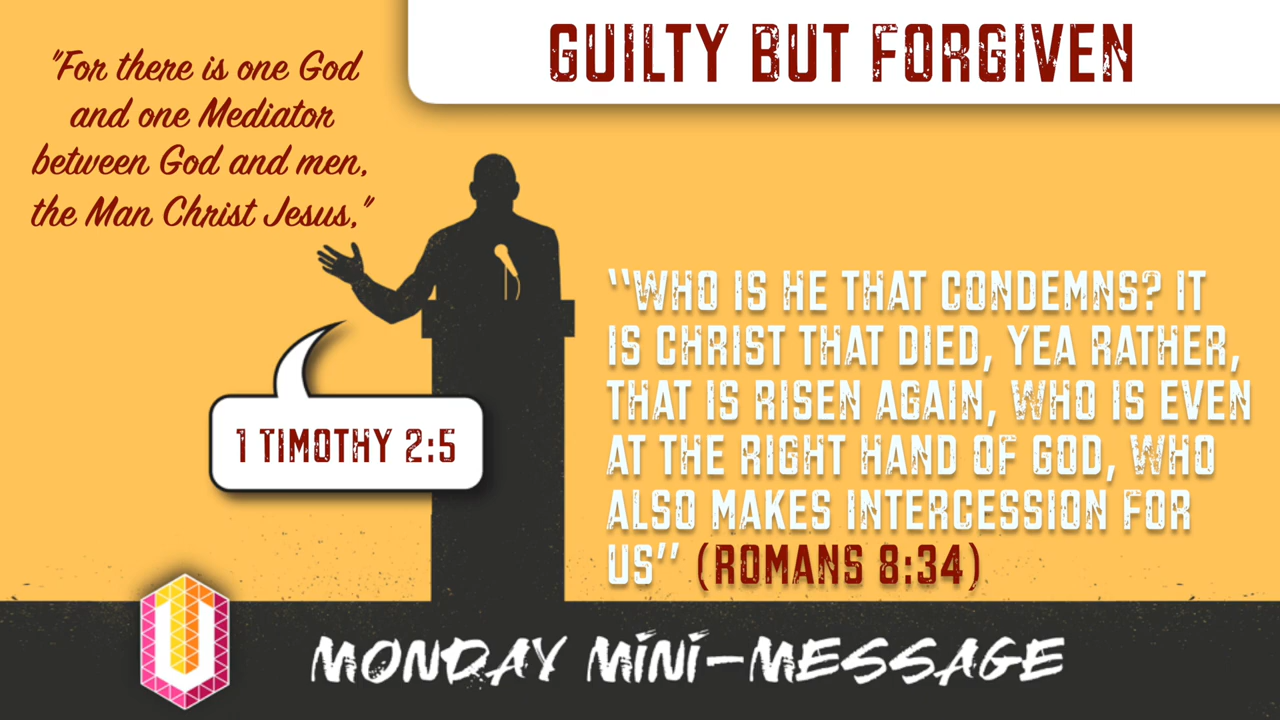 GUILTY BUT FORGIVEN
"For there is one God
and one Mediator
between God and men,
the Man Christ Jesus,"
1 TIMOTHY 2:5
"WHO IS HE THAT CONDEMNS? IT
IS CHRIST THAT DIED, YEA RATHER,
THAT IS RISEN AGAIN, WHO IS EVEN
AT THE RIGHT HAND OF GOD, WHO
ALSO MAKES INTERCESSION FOR
US" (ROMANS 8:34)
U
MONDAY MINI-MESSAGE